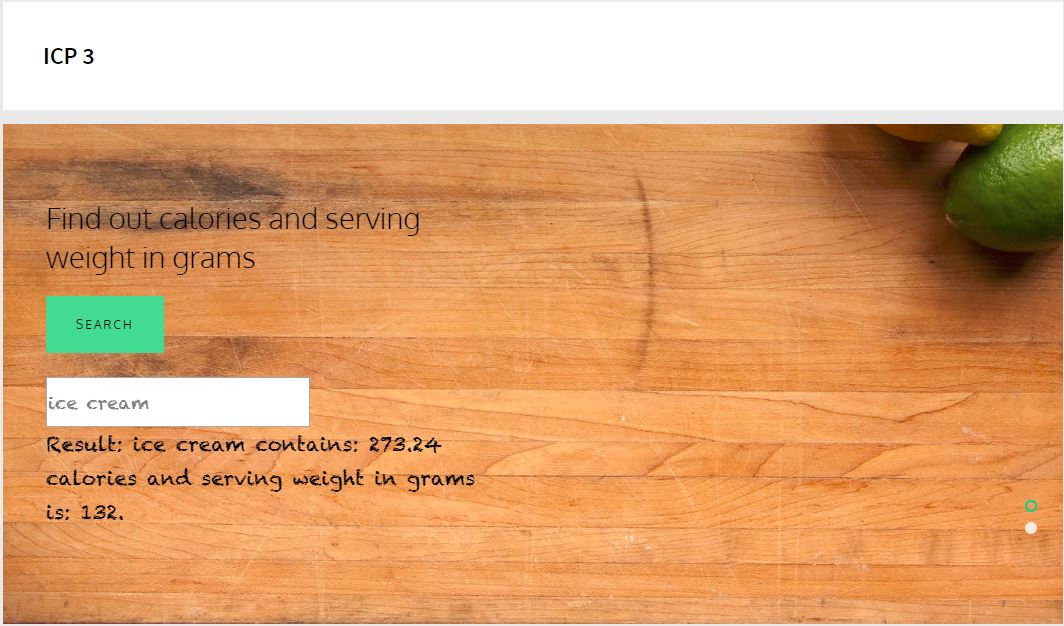 ICP 3
Find out calories and serving
weight in grams
SEARCH
ice cream
Result: ice cream contains: 273.24
calories and serving weight in grams
is: 132.